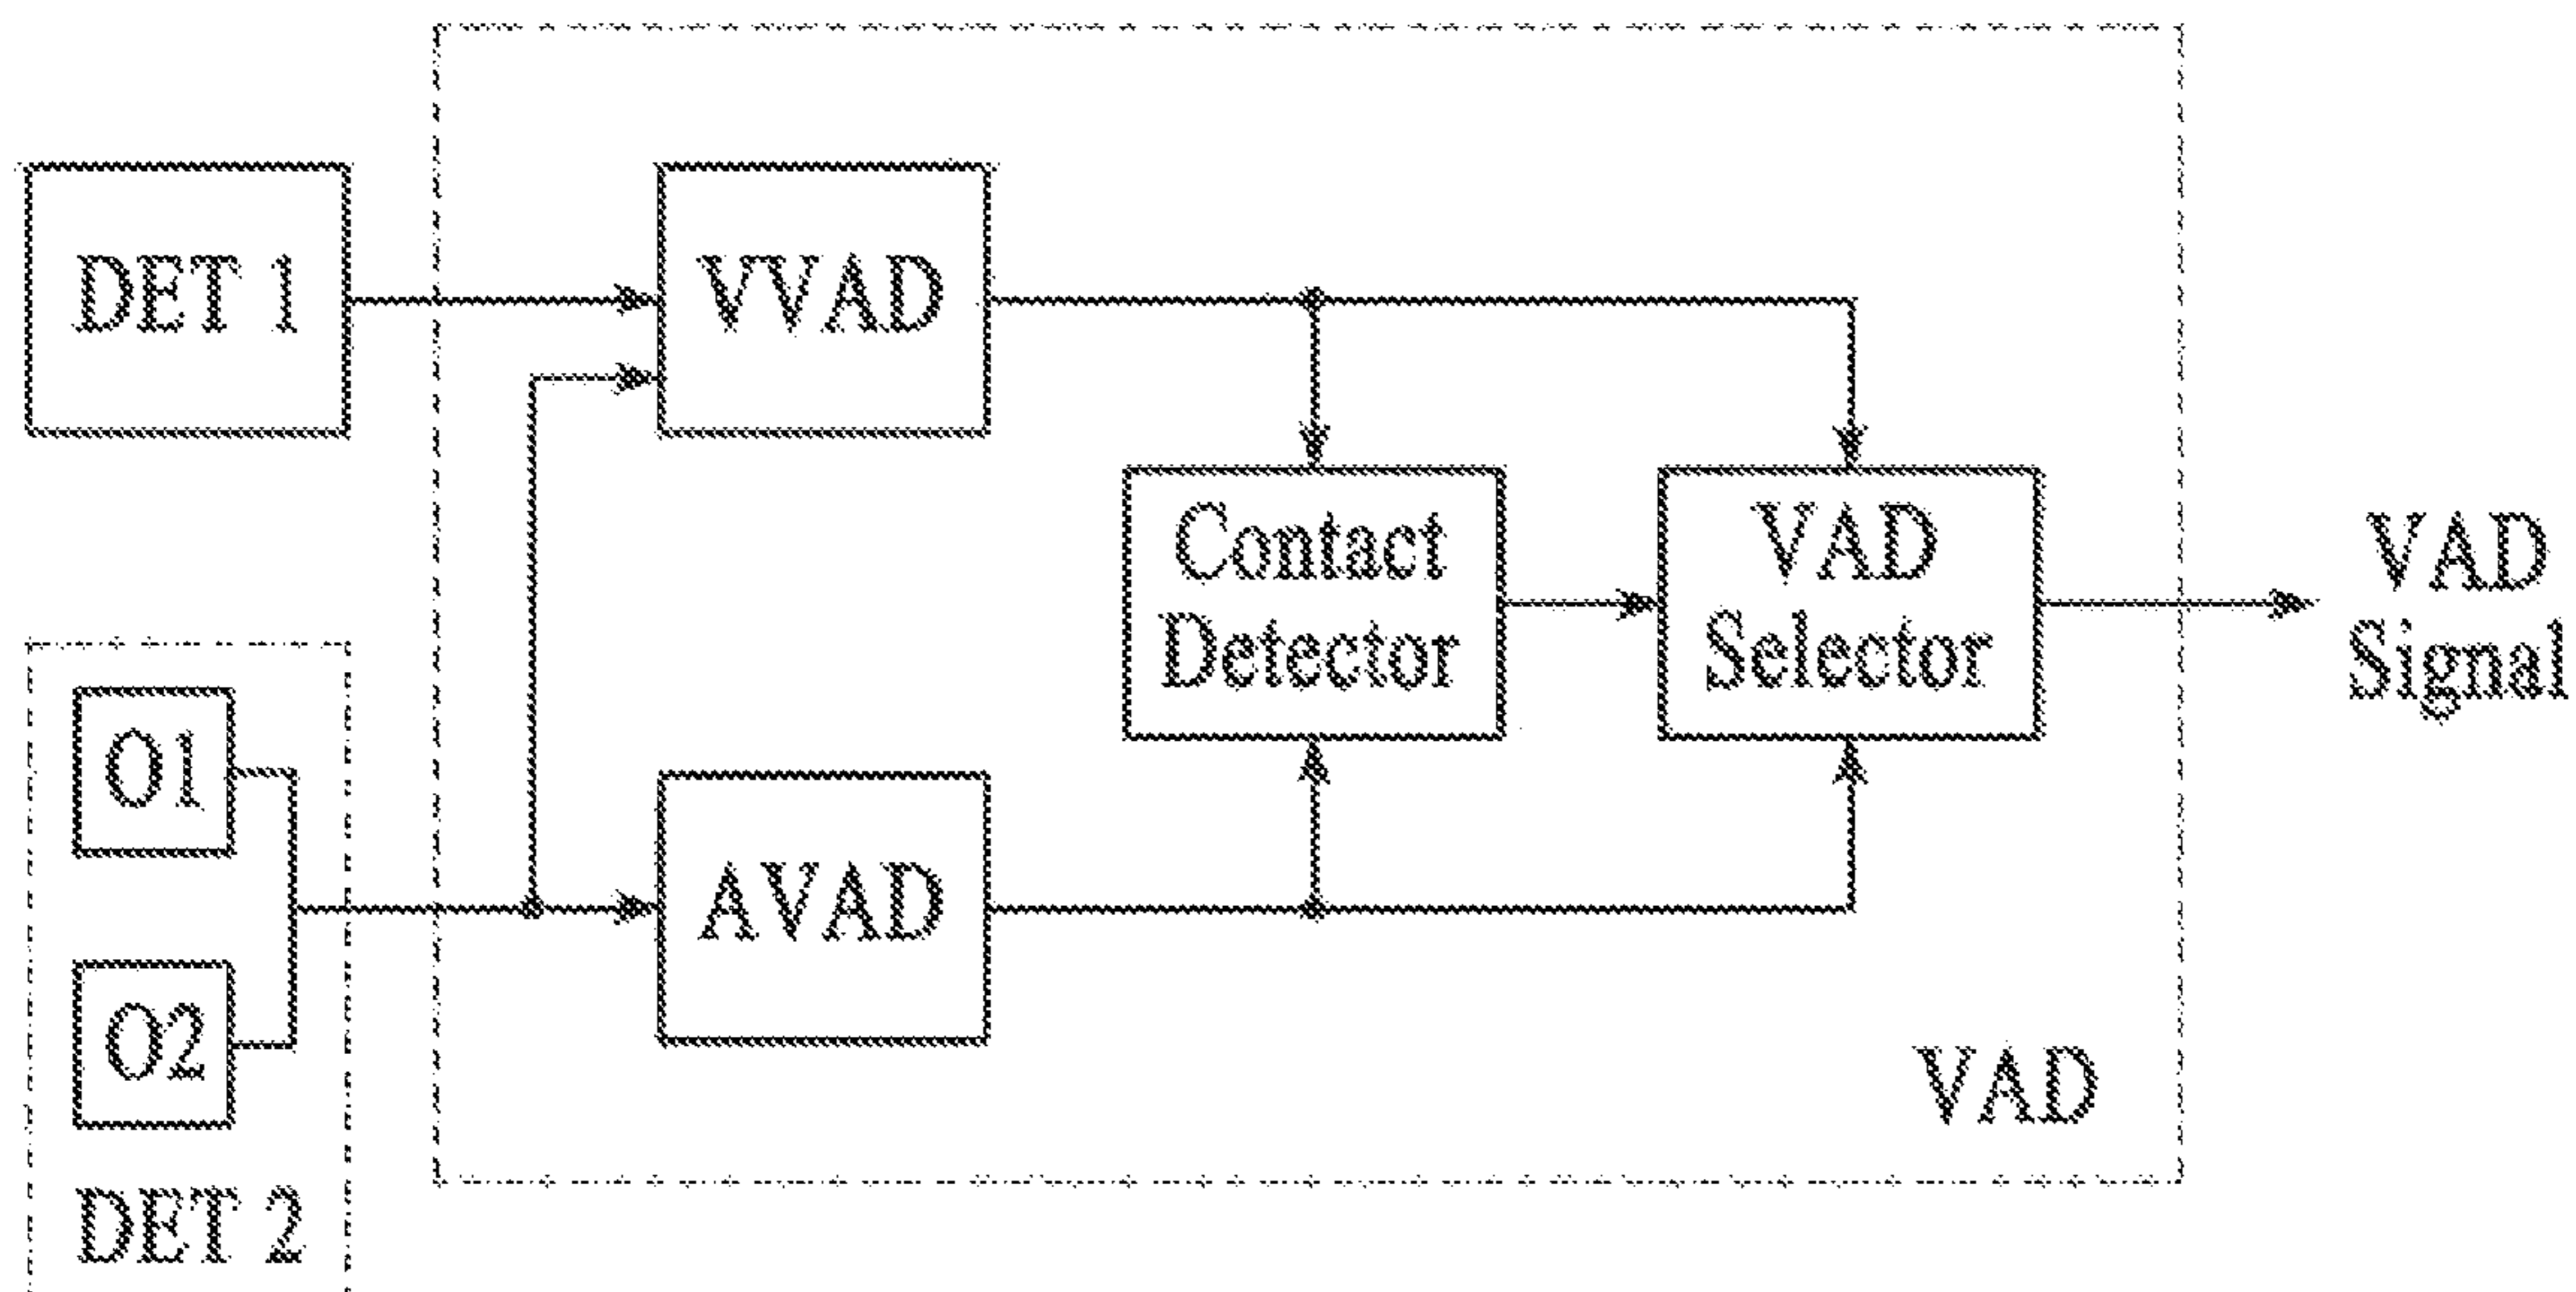 DET 1
VVAD
Contact
Detector
VAD
Selector
VAD
Signal
O1
O2
DET 2
AVAD
VAD